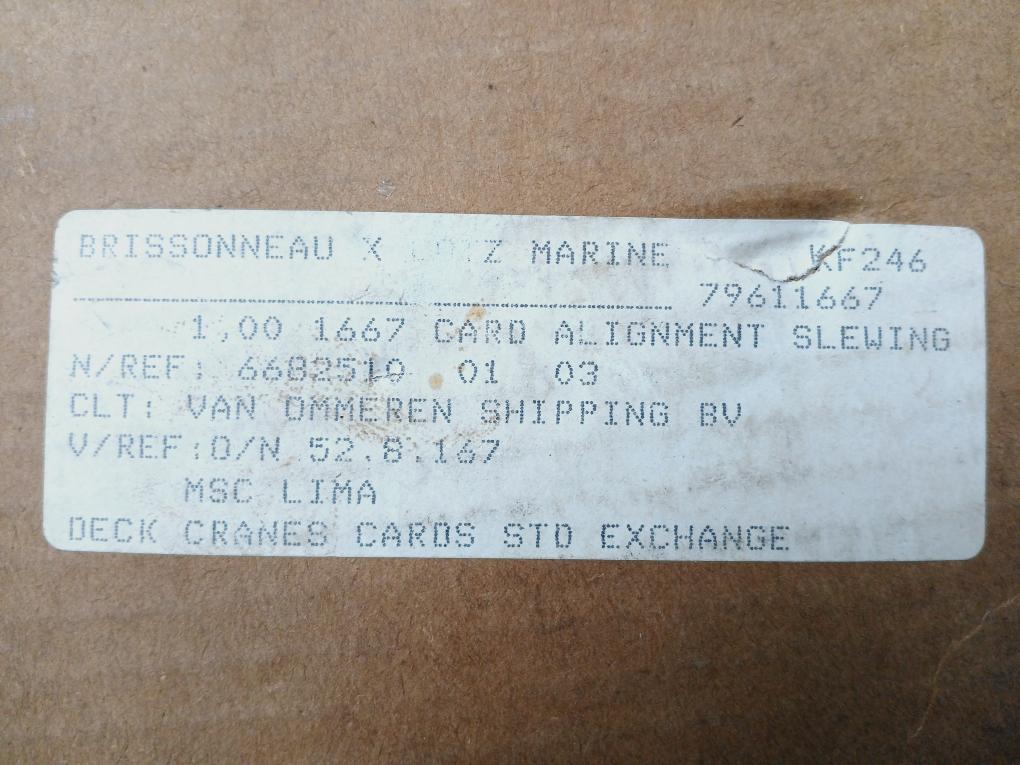 BRISSONNEAU X MARINE KF246
79611667
1,00 1667 CARD ALIGNMENT SLEWING
N/REF: 6682510 01 03
CLT: VAN OMMEREN SHIPPING BV
V/REF:O/N 52.8.167
MSC LIMA
DECK CRANES CARDS STD EXCHANGE